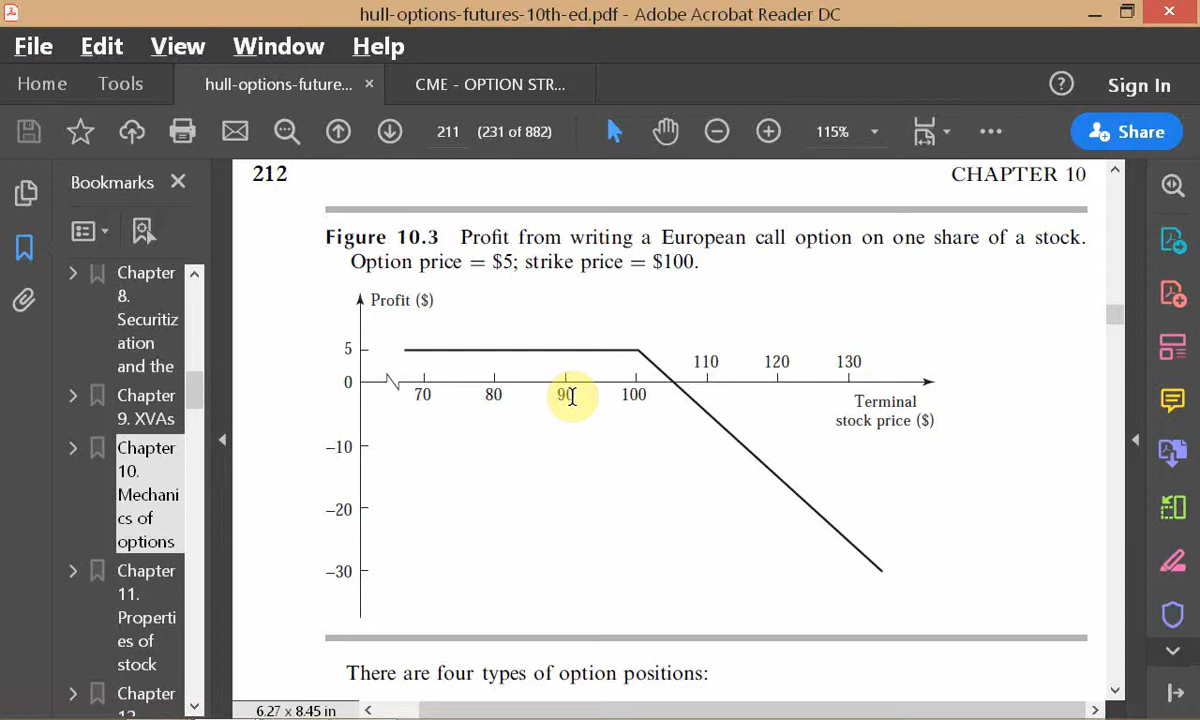 hull-options-futures-10th-ed.pdf - Adobe Acrobat Reader DC
File Edit View Window Help
Home Tools hull-options-future... × CME - OPTION STR... Sign In
211 (231 of 882) 115% Share
Bookmarks
Chapter
8.
Securitiz
ation
and the
Chapter
9. XVAs
Chapter
10.
Mechani
cs of
options
Chapter
11.
Properti
es of
stock
Chapter
212 CHAPTER 10
Figure 10.3 Profit from writing a European call option on one share of a stock.
Option price = $5; strike price = $100.
Profit ($)
5
0
−10
−20
−30
70 80 90 100 110 120 130
Terminal
stock price ($)
There are four types of option positions:
6.27 x 8.45 in